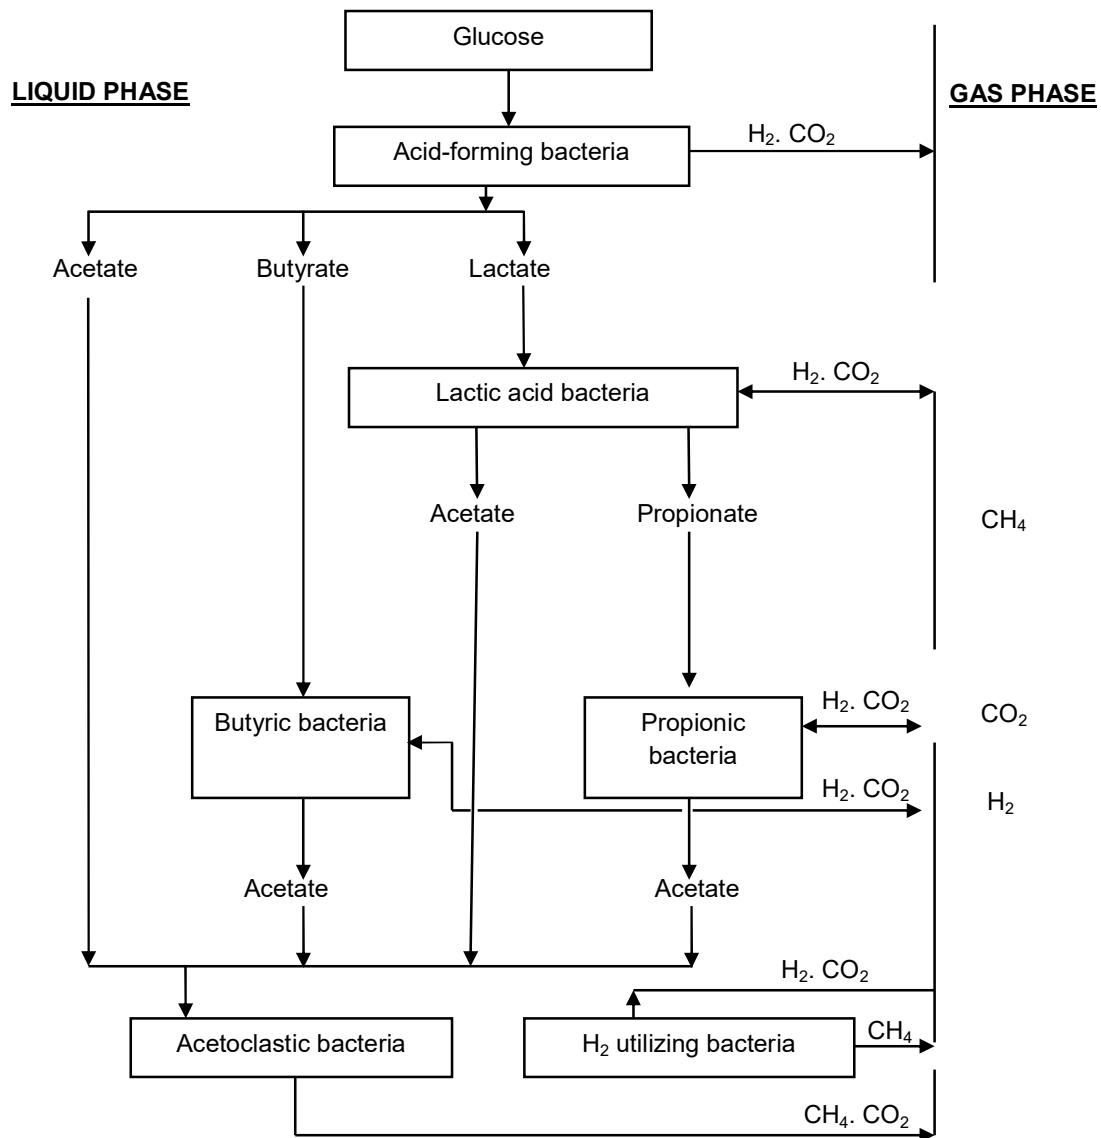 Glucose
LIQUID PHASE
GAS PHASE
H₂. CO₂
Acid-forming bacteria
Acetate
Butyrate
Lactate
H₂. CO₂
Lactic acid bacteria
Acetate
Propionate
CH₄
H₂. CO₂
CO₂
Butyric bacteria
Propionic
bacteria
H₂. CO₂
H₂
Acetate
Acetate
H₂. CO₂
Acetoclastic bacteria
H₂ utilizing bacteria
CH₄
CH₄. CO₂